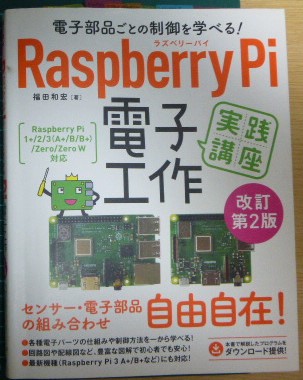 電子部品ごとの制御を学べる!
ラズベリーパイ
Raspberry Pi
福田和宏[著]
Raspberry Pi
1+/2/3(A+/B/B+)
/Zero/Zero W
対応
電子工作
実践講座
改訂
第2版
センサー・電子部品
の組み合わせ
自由自在!
●各種電子パーツの仕組みや制御方法を一から学べる!
●回路図や配線図など、豊富な図解で初心者でも安心!
●最新機種(Raspberry Pi 3 A+/B+など)にも対応!
本書で解説したプログラムを
ダウンロード提供!